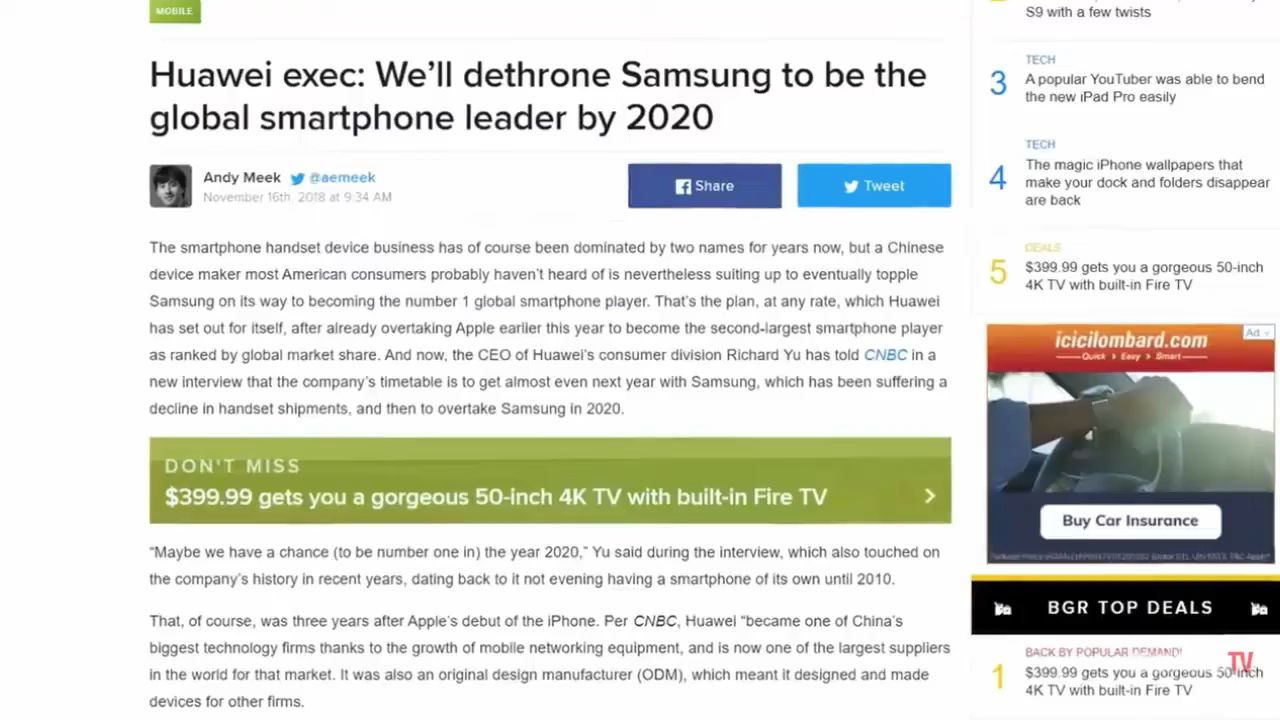 MOBILE
Huawei exec: We'll dethrone Samsung to be the
global smartphone leader by 2020
Andy Meek @aemeek
November 16th, 2018 at 9:34 AM
Share
Tweet
The smartphone handset device business has of course been dominated by two names for years now, but a Chinese
device maker most American consumers probably haven't heard of is nevertheless suiting up to eventually topple
Samsung on its way to becoming the number 1 global smartphone player. That's the plan, at any rate, which Huawei
has set out for itself, after already overtaking Apple earlier this year to become the second-largest smartphone player
as ranked by global market share. And now, the CEO of Huawei's consumer division Richard Yu has told CNBC in a
new interview that the company's timetable is to get almost even next year with Samsung, which has been suffering a
decline in handset shipments, and then to overtake Samsung in 2020.
DON'T MISS
$399.99 gets you a gorgeous 50-inch 4K TV with built-in Fire TV
"Maybe we have a chance (to be number one in) the year 2020," Yu said during the interview, which also touched on
the company's history in recent years, dating back to it not evening having a smartphone of its own until 2010.
That, of course, was three years after Apple's debut of the iPhone. Per CNBC, Huawei "became one of China's
biggest technology firms thanks to the growth of mobile networking equipment, and is now one of the largest suppliers
in the world for that market. It was also an original design manufacturer (ODM), which meant it designed and made
devices for other firms.
S9 with a few twists
TECH
3
A popular YouTuber was able to bend
the new iPad Pro easily
TECH
4
The magic iPhone wallpapers that
make your dock and folders disappear
are back
DEALS
5
$399.99 gets you a gorgeous 50-inch
4K TV with built-in Fire TV
Ad
icicilombard.com
Quick > Easy > Smart
Buy Car Insurance
BGR TOP DEALS
BACK BY POPULAR DEMAND!
1
$399.99 gets you a gorgeous 50-inch
4K TV with built-in Fire TV
TV